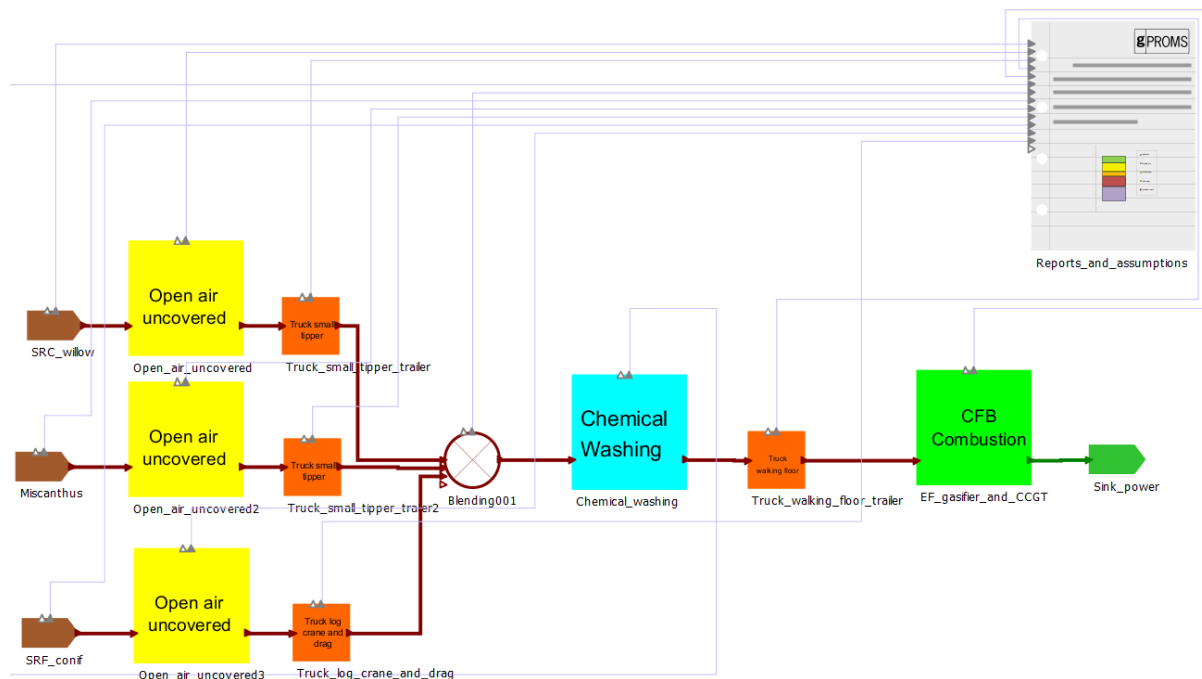 gPROMS
Reports_and_assumptions
Open air
uncovered
Open_air_uncovered
SRC_willow
Truck small
tipper
Truck_small_tipper_trailer
Open air
uncovered
Open_air_uncovered2
Miscanthus
Truck small
tipper
Truck_small_tipper_trailer2
Blending001
Chemical
Washing
Chemical_washing
Truck
walking floor
Truck_walking_floor_trailer
CFB
Combustion
EF_gasifier_and_CCGT
Sink_power
Open air
uncovered
Open_air_uncovered3
SRF_conif
Truck log
crane and
drag
Truck_log_crane_and_drag